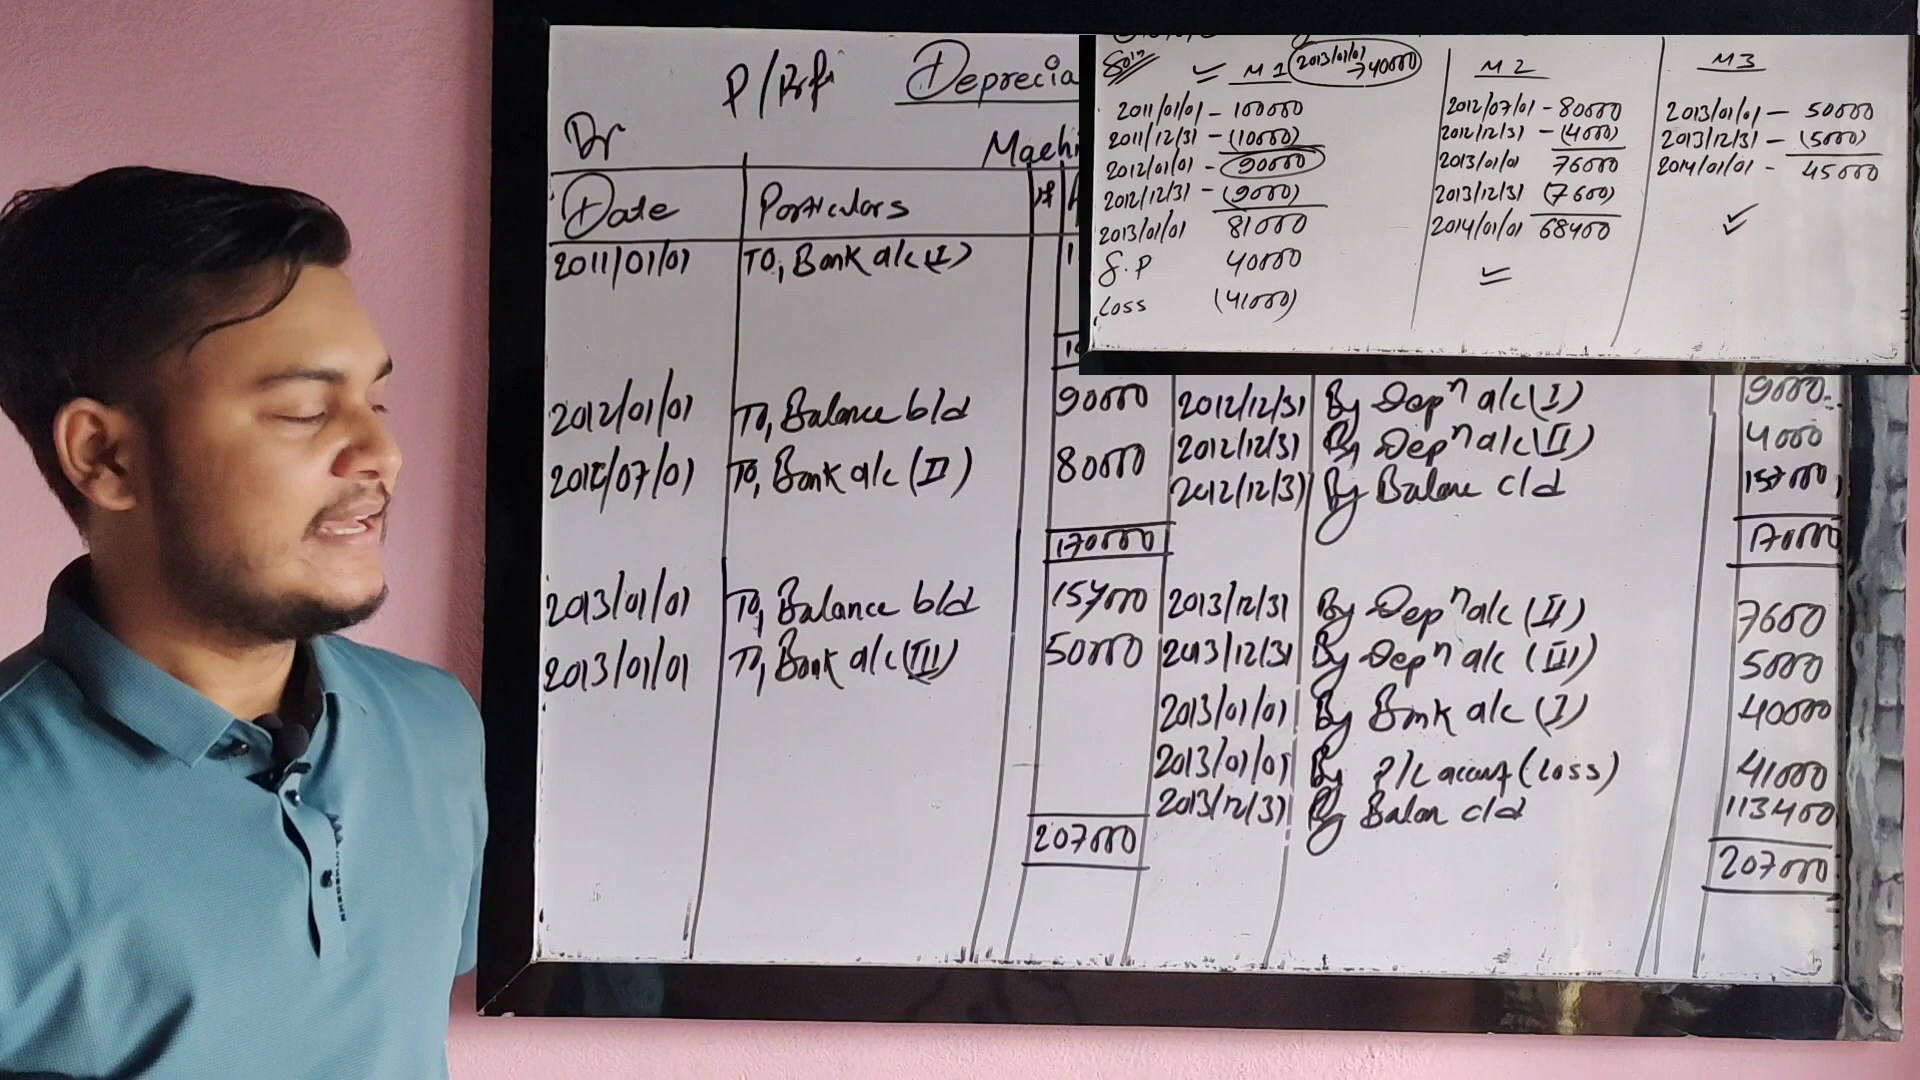 P/Prf Deprecia
Dr
Machi
Date Particulars
2011/01/01 To, Bank a/c (I)
2012/01/01 To, Balance b/d 90000 2012/12/31 By Depⁿ a/c (I) 9000
2012/07/01 To, Bank a/c (II) 80000 2012/12/31 By Depⁿ a/c (II) 4000
2012/12/31 By Balane c/d 157000
170000 170000
2013/01/01 To, Balance b/d 157000 2013/12/31 By Depⁿ a/c (II) 7600
2013/01/01 To, Bank a/c (III) 50000 2013/12/31 By Depⁿ a/c (III) 5000
2013/01/01 By Bank a/c (I) 40000
2013/01/01 By P/L account (Loss) 41000
2013/12/31 By Balan c/d 113400
207000 207000
Solⁿ M1 2013/01/01 → 40000
2011/01/01 - 100000
2011/12/31 - (10000)
2012/01/01 - 90000
2012/12/31 - (9000)
2013/01/01 81000
S.P 40000
Loss (41000)
M2
2012/07/01 - 80000
2012/12/31 - (4000)
2013/01/01 76000
2013/12/31 (7600)
2014/01/01 68400
M3
2013/01/01 - 50000
2013/12/31 - (5000)
2014/01/01 - 45000